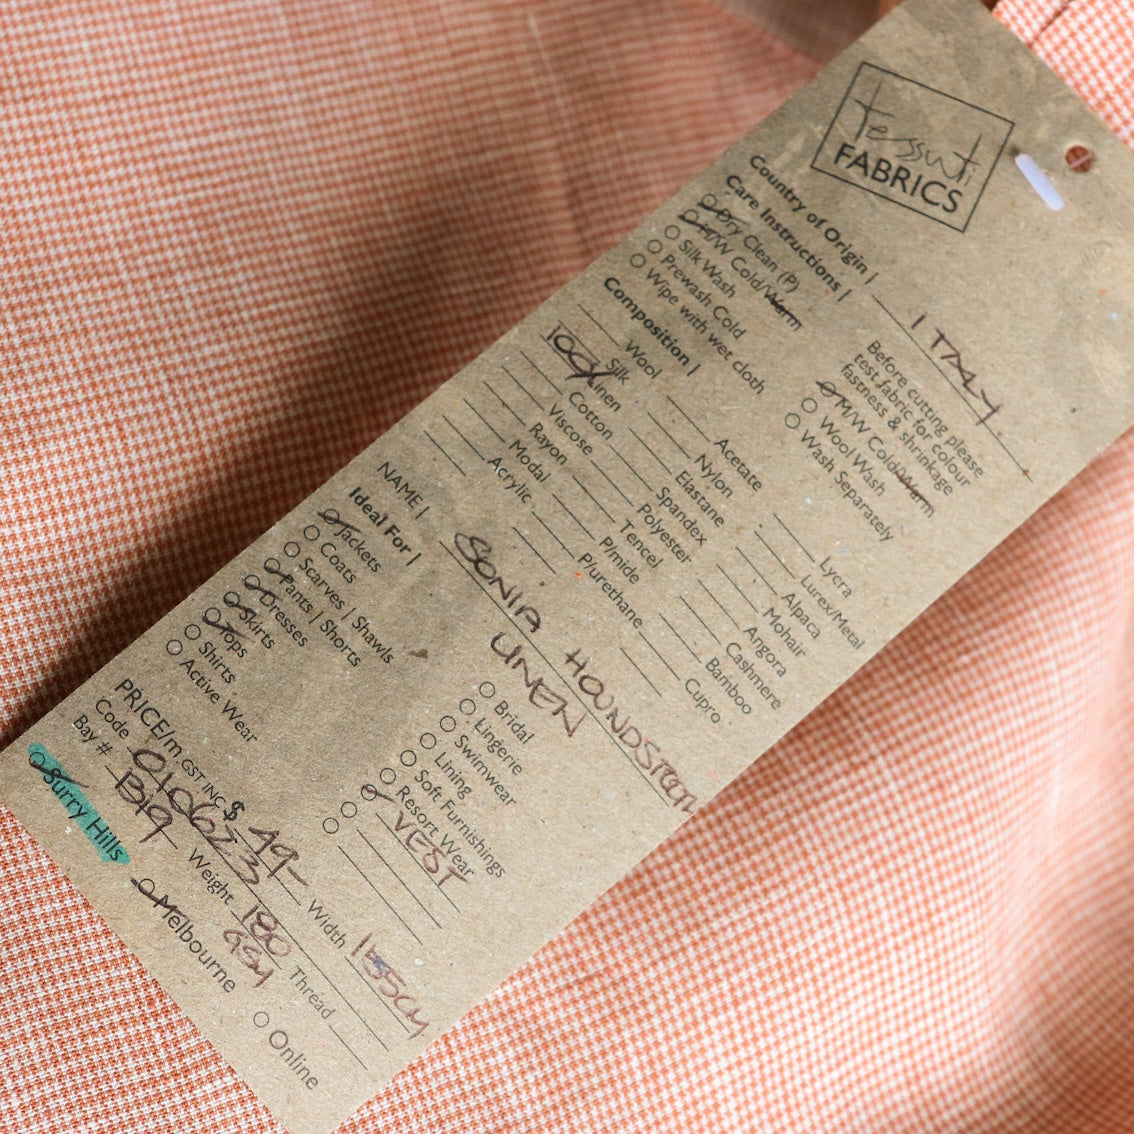 tessuti
FABRICS
Country of Origin | ITALY
Care Instructions |
Dry Clean (P)
H/W Cold/Warm
Silk Wash
Prewash Cold
Wipe with wet cloth
Before cutting please
test fabric for colour
fastness & shrinkage
M/W Cold/Warm
Wool Wash
Wash Separately
Composition |
Wool
Silk
100% Linen
Cotton
Viscose
Rayon
Modal
Acrylic
Acetate
Nylon
Elastane
Spandex
Polyester
Tencel
P/mide
P/urethane
Lycra
Lurex/Metal
Alpaca
Mohair
Angora
Cashmere
Bamboo
Cupro
NAME | SONIA HOUNDSTOOTH
LINEN
Ideal For |
Jackets
Coats
Scarves | Shawls
Pants | Shorts
Dresses
Skirts
Tops
Shirts
Active Wear
Bridal
Lingerie
Swimwear
Lining
Soft Furnishings
Resort Wear
VEST
PRICE/m GST INC $ 49-
Width 155cm
Code 040623
Weight 180
GSM
Thread
Bay # B19
Surry Hills
Melbourne
Online